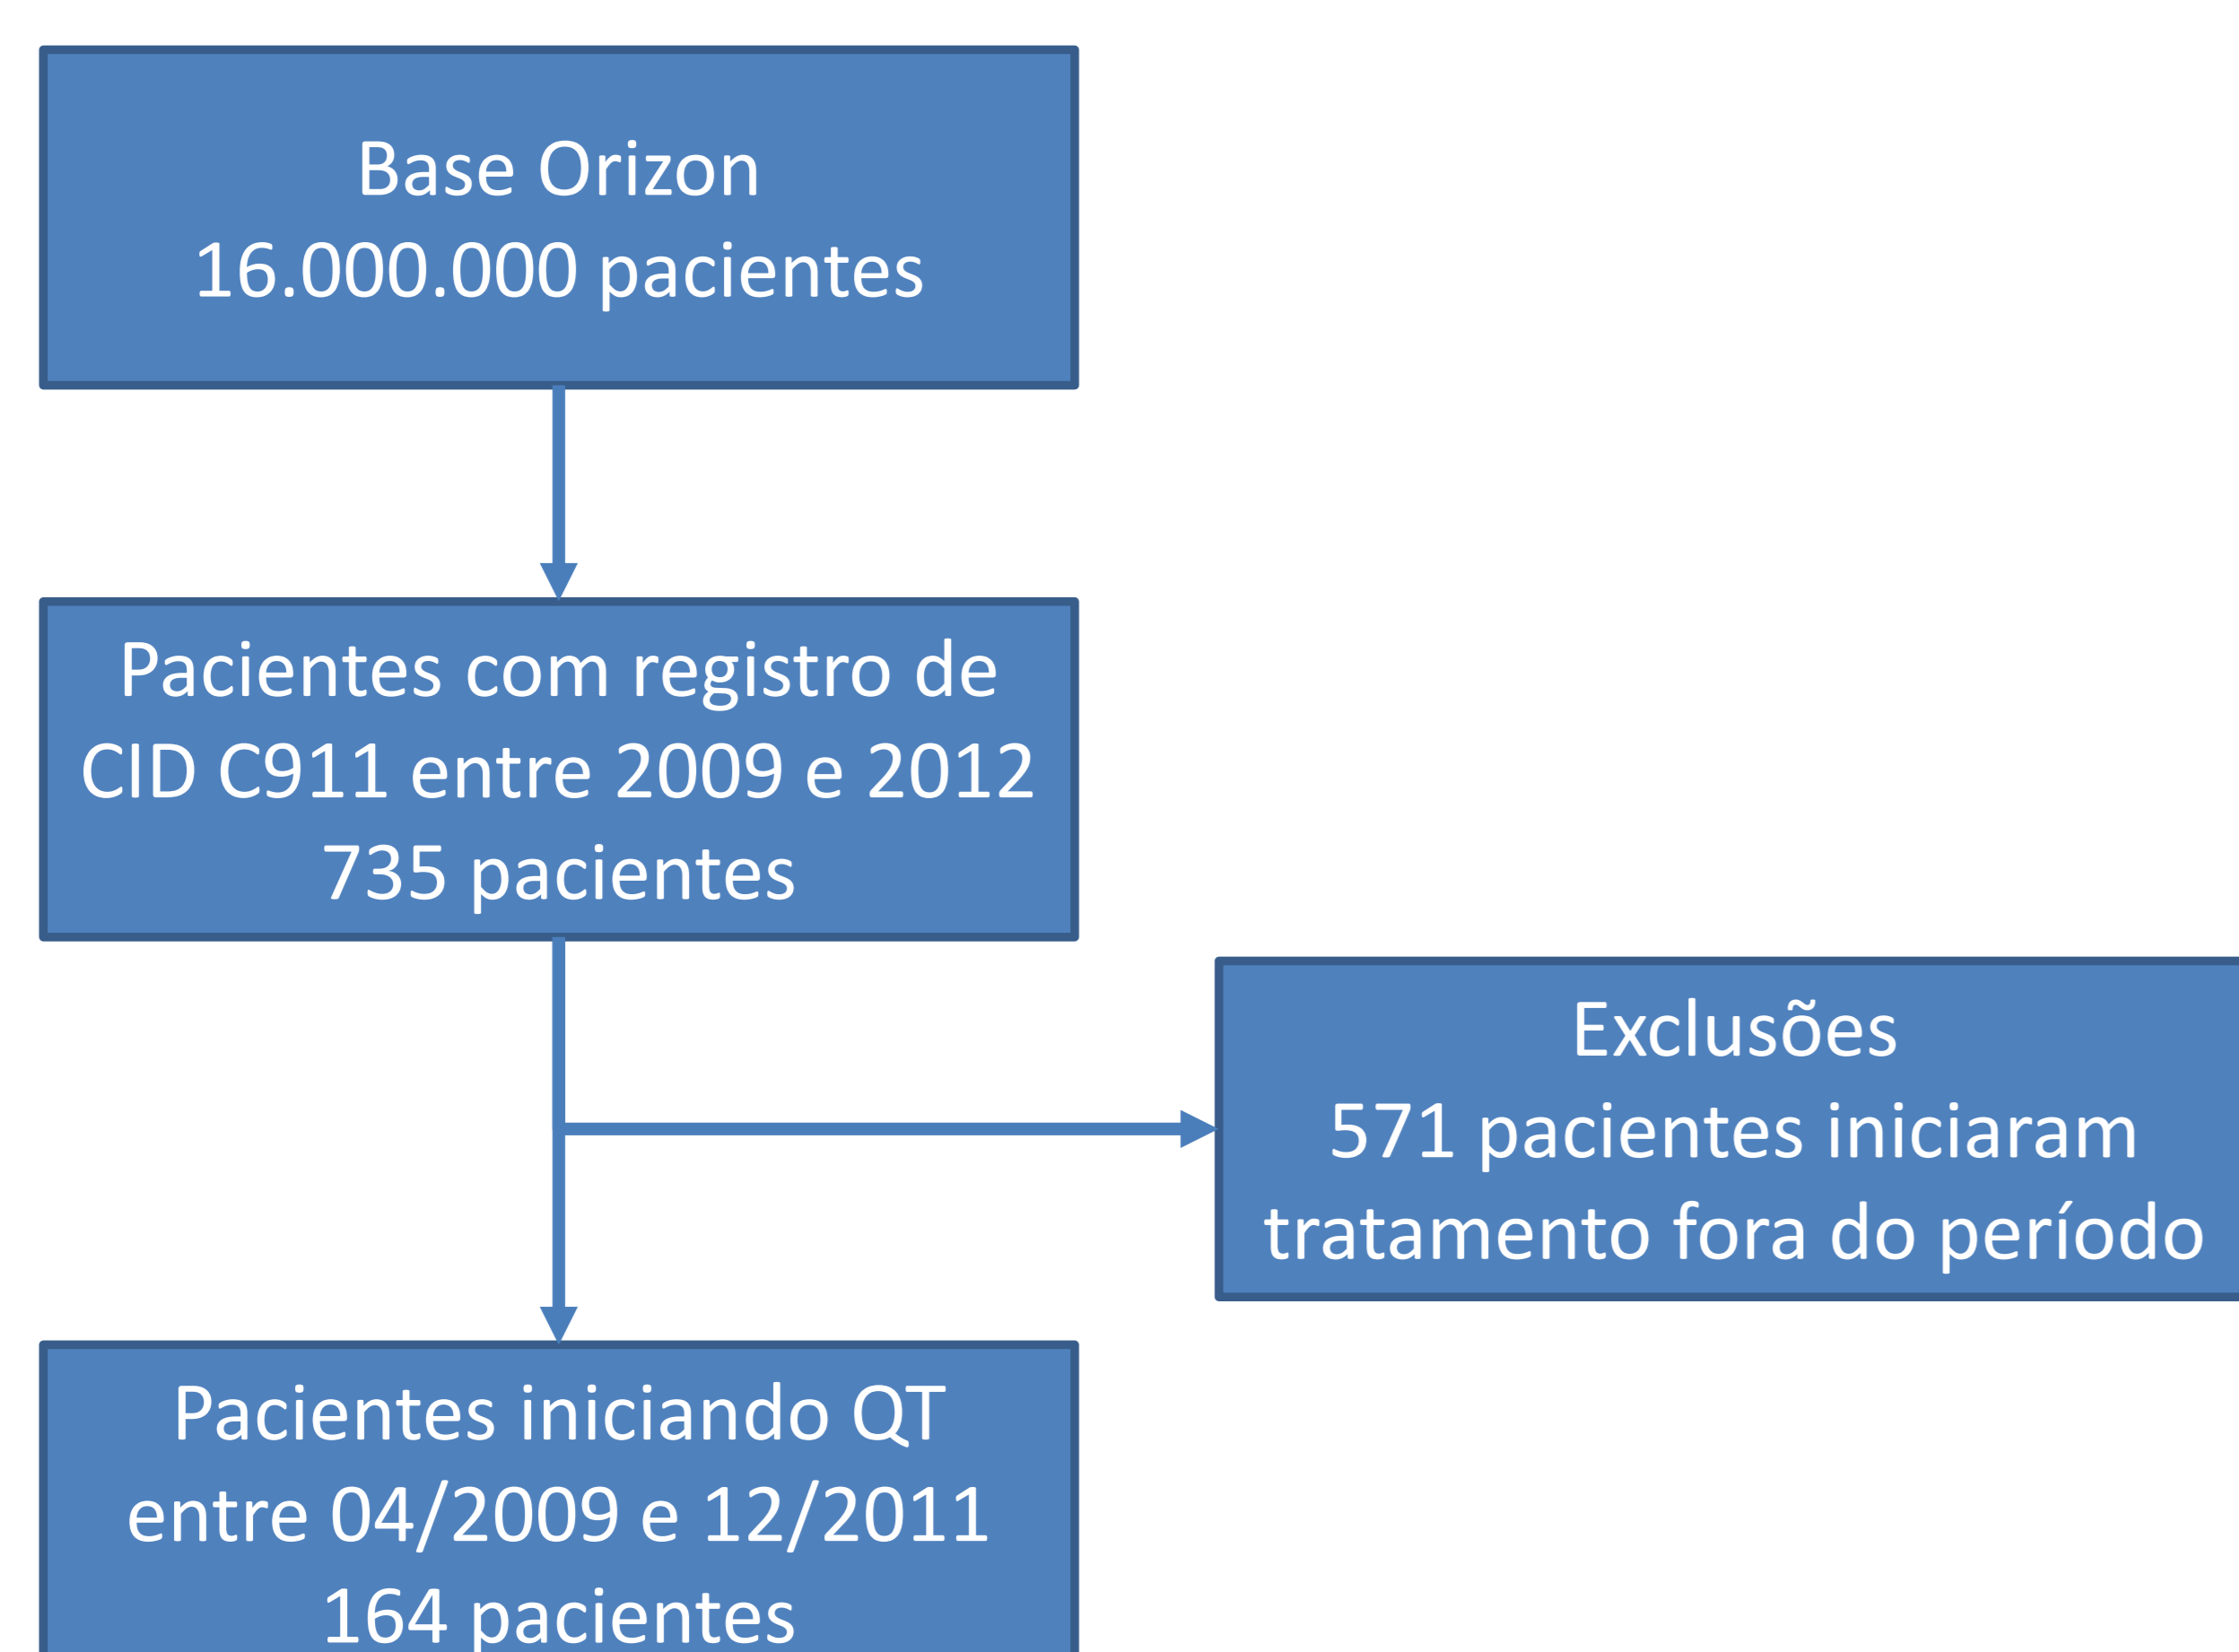 Base Orizon
16.000.000 pacientes
Pacientes com registro de
CID C911 entre 2009 e 2012
735 pacientes
Exclusões
571 pacientes iniciaram
tratamento fora do período
Pacientes iniciando QT
entre 04/2009 e 12/2011
164 pacientes